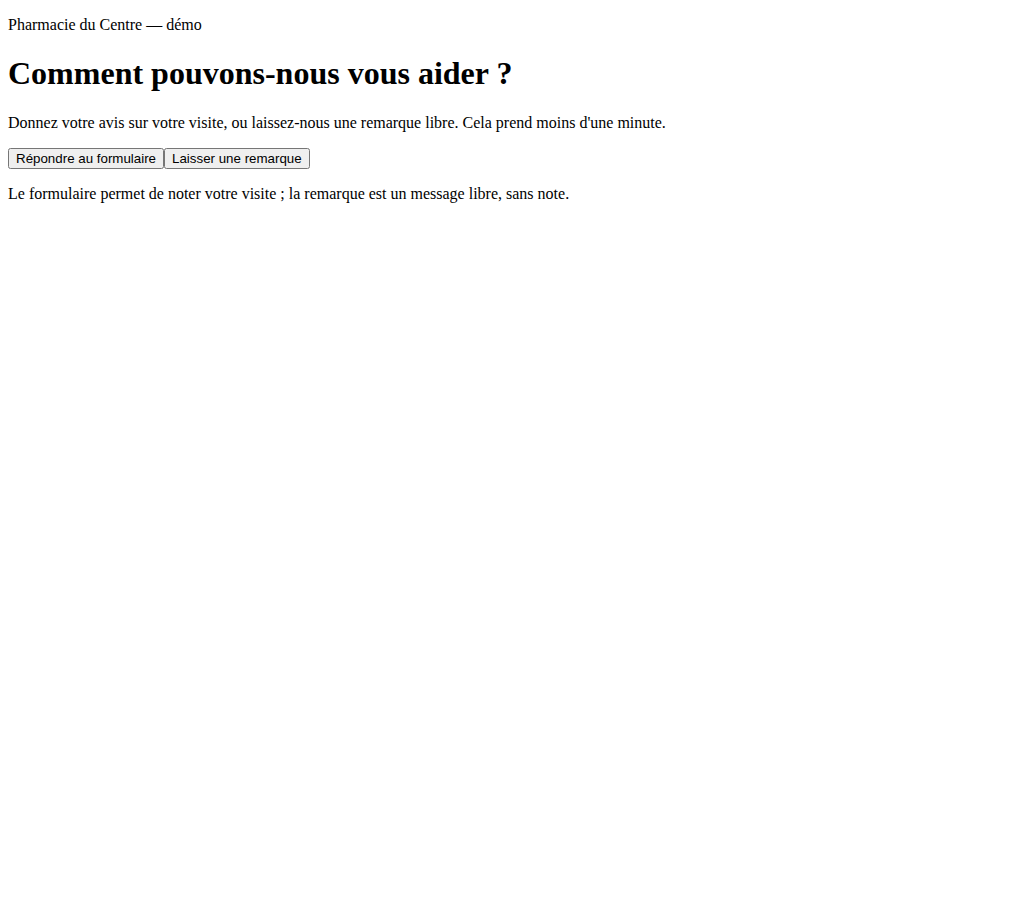 Pharmacie du Centre — démo
Comment pouvons-nous vous aider ?
Donnez votre avis sur votre visite, ou laissez-nous une remarque libre. Cela prend moins d'une minute.
Répondre au formulaire Laisser une remarque
Le formulaire permet de noter votre visite ; la remarque est un message libre, sans note.